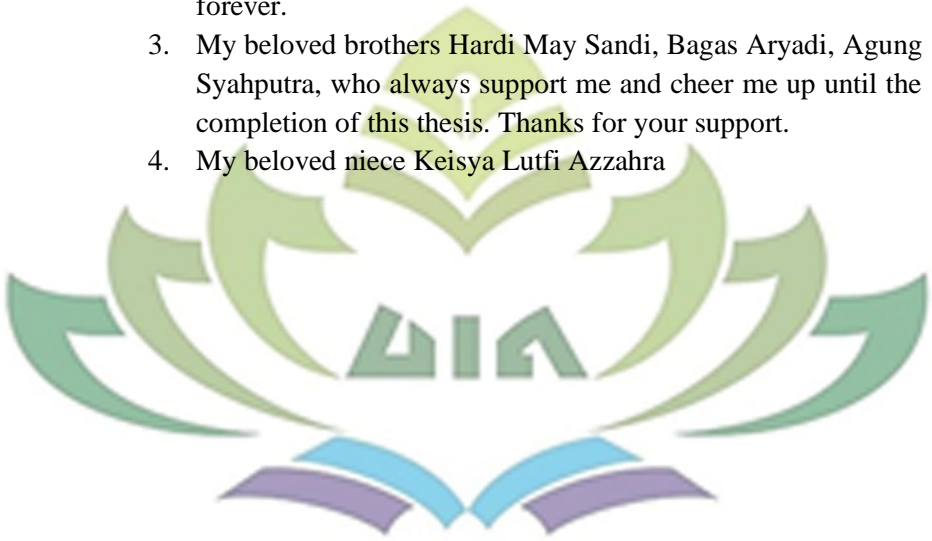 forever.
3. My beloved brothers Hardi May Sandi, Bagas Aryadi, Agung
Syahputra, who always support me and cheer me up until the
completion of this thesis. Thanks for your support.
4. My beloved niece Keisya Lutfi Azzahra
UIN